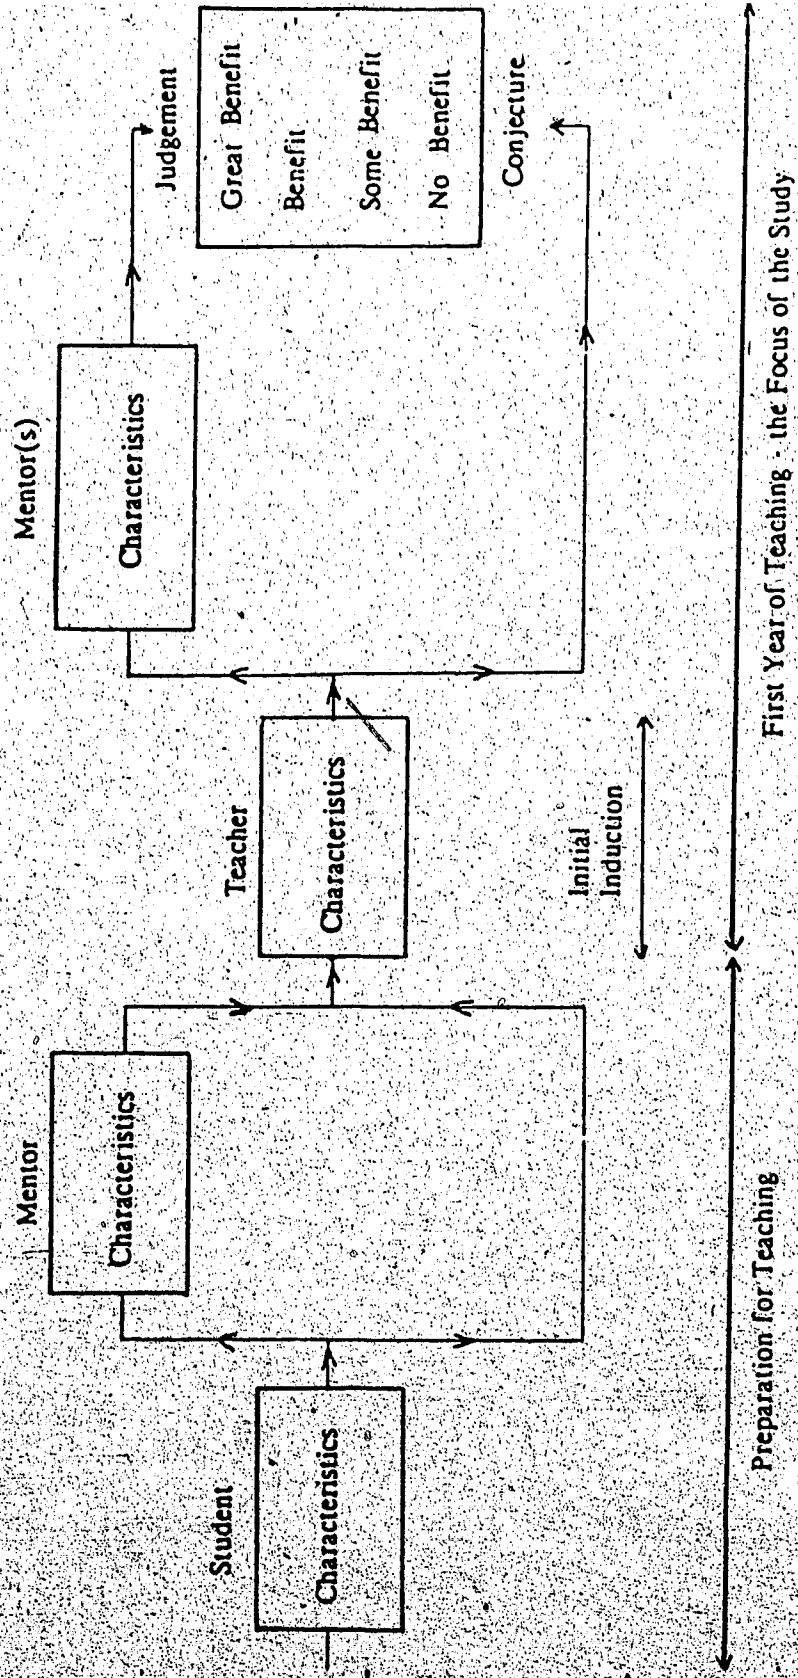 Student
Characteristics
Mentor
Characteristics
Teacher
Characteristics
Initial
Induction
Mentor(s)
Characteristics
Judgement
Great Benefit
Benefit
Some Benefit
No Benefit
Conjecture
Preparation for Teaching
First Year of Teaching - the Focus of the Study